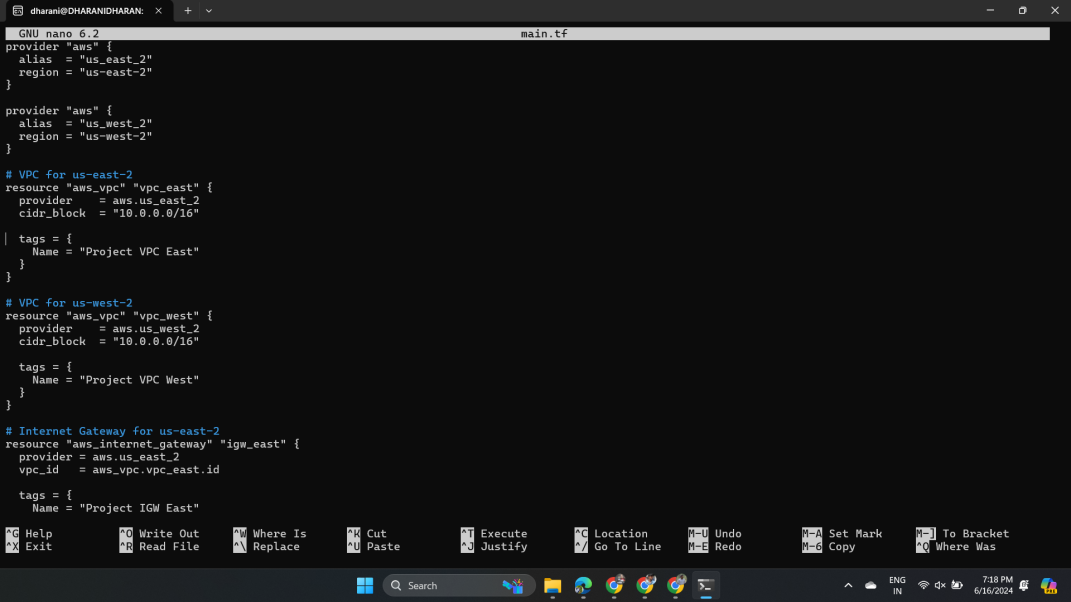 dharani@DHARANIDHARAN:
GNU nano 6.2 main.tf
provider "aws" {
  alias  = "us_east_2"
  region = "us-east-2"
}
provider "aws" {
  alias  = "us_west_2"
  region = "us-west-2"
}
# VPC for us-east-2
resource "aws_vpc" "vpc_east" {
  provider    = aws.us_east_2
  cidr_block  = "10.0.0.0/16"
  tags = {
    Name = "Project VPC East"
  }
}
# VPC for us-west-2
resource "aws_vpc" "vpc_west" {
  provider    = aws.us_west_2
  cidr_block  = "10.0.0.0/16"
  tags = {
    Name = "Project VPC West"
  }
}
# Internet Gateway for us-east-2
resource "aws_internet_gateway" "igw_east" {
  provider = aws.us_east_2
  vpc_id   = aws_vpc.vpc_east.id
  tags = {
    Name = "Project IGW East"
^G Help ^O Write Out ^W Where Is ^K Cut ^T Execute ^C Location M-U Undo M-A Set Mark M-] To Bracket
^X Exit ^R Read File ^\ Replace ^U Paste ^J Justify ^/ Go To Line M-E Redo M-6 Copy ^Q Where Was
Search
ENG
IN
7:18 PM
6/16/2024